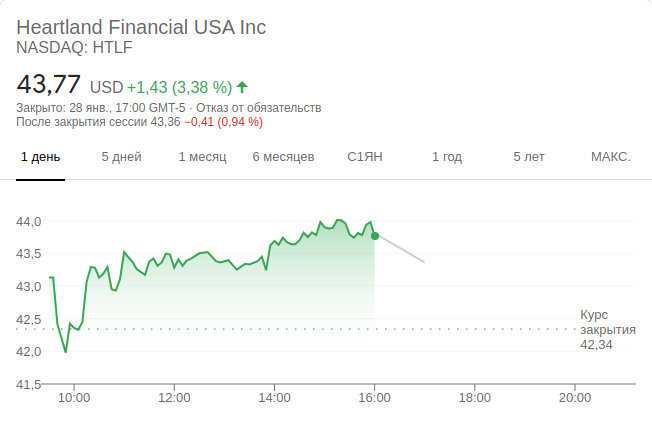 Heartland Financial USA Inc
NASDAQ: HTLF
43,77 USD +1,43 (3,38 %)
Закрыто: 28 янв., 17:00 GMT-5 · Отказ от обязательств
После закрытия сессии 43,36 −0,41 (0,94 %)
1 день 5 дней 1 месяц 6 месяцев С1ЯН 1 год 5 лет МАКС.
44,0
43,5
43,0
42,5
42,0
41,5
Курс
закрытия
42,34
10:00 12:00 14:00 16:00 18:00 20:00